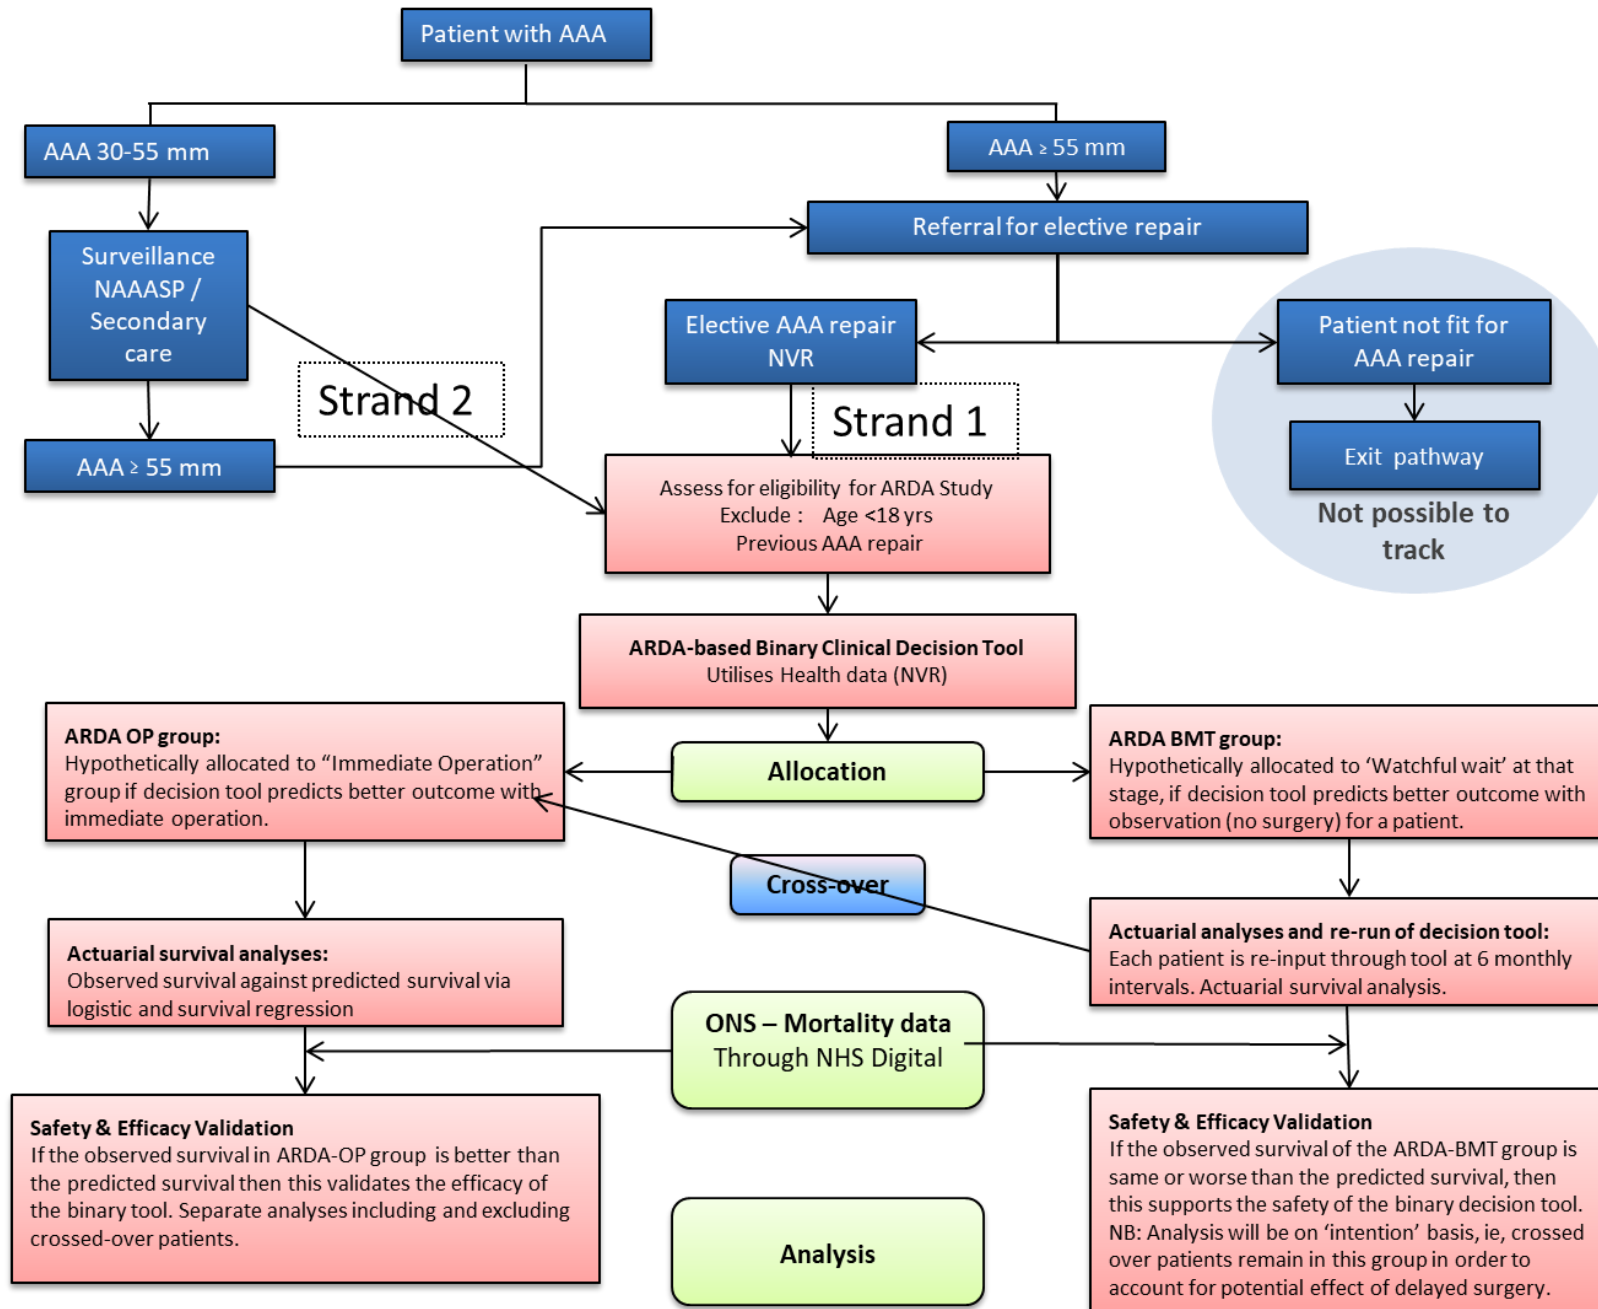 Patient with AAA
AAA 30-55 mm
AAA ≥ 55 mm
Referral for elective repair
Surveillance
NAAASP /
Secondary
care
Elective AAA repair
NVR
Patient not fit for
AAA repair
Strand 2
Strand 1
AAA ≥ 55 mm
Exit pathway
Not possible to
track
Assess for eligibility for ARDA Study
Exclude : Age <18 yrs
Previous AAA repair
ARDA-based Binary Clinical Decision Tool
Utilises Health data (NVR)
ARDA OP group:
Hypothetically allocated to “Immediate Operation”
group if decision tool predicts better outcome with
immediate operation.
Allocation
ARDA BMT group:
Hypothetically allocated to ‘Watchful wait’ at that
stage, if decision tool predicts better outcome with
observation (no surgery) for a patient.
Cross-over
Actuarial survival analyses:
Observed survival against predicted survival via
logistic and survival regression
Actuarial analyses and re-run of decision tool:
Each patient is re-input through tool at 6 monthly
intervals. Actuarial survival analysis.
ONS – Mortality data
Through NHS Digital
Safety & Efficacy Validation
If the observed survival in ARDA-OP group is better than
the predicted survival then this validates the efficacy of
the binary tool. Separate analyses including and excluding
crossed-over patients.
Safety & Efficacy Validation
If the observed survival of the ARDA-BMT group is
same or worse than the predicted survival, then
this supports the safety of the binary decision tool.
NB: Analysis will be on ‘intention’ basis, ie, crossed
over patients remain in this group in order to
account for potential effect of delayed surgery.
Analysis